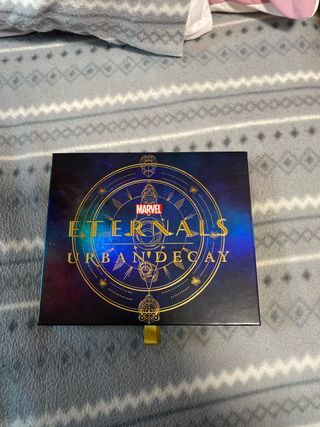 MARVEL
ETERNALS
URBAN DECAY